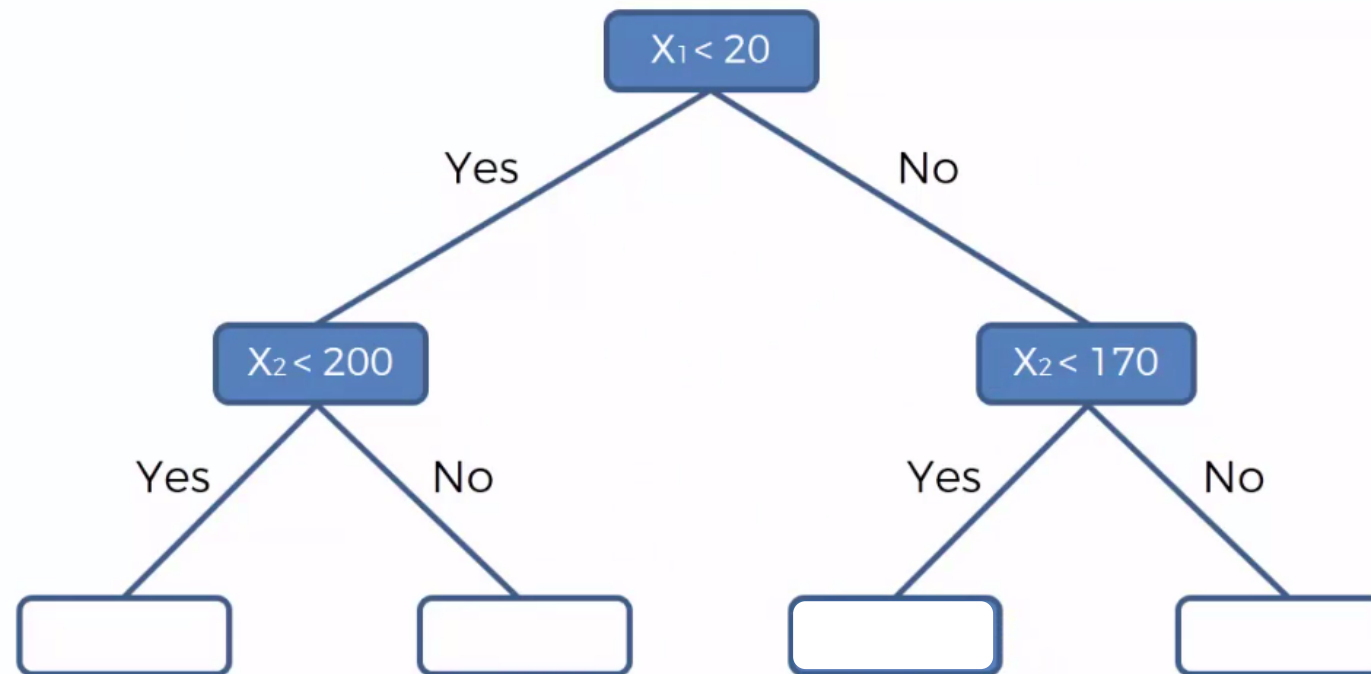 X₁ < 20
Yes
No
X₂ < 200
X₂ < 170
Yes
No
Yes
No